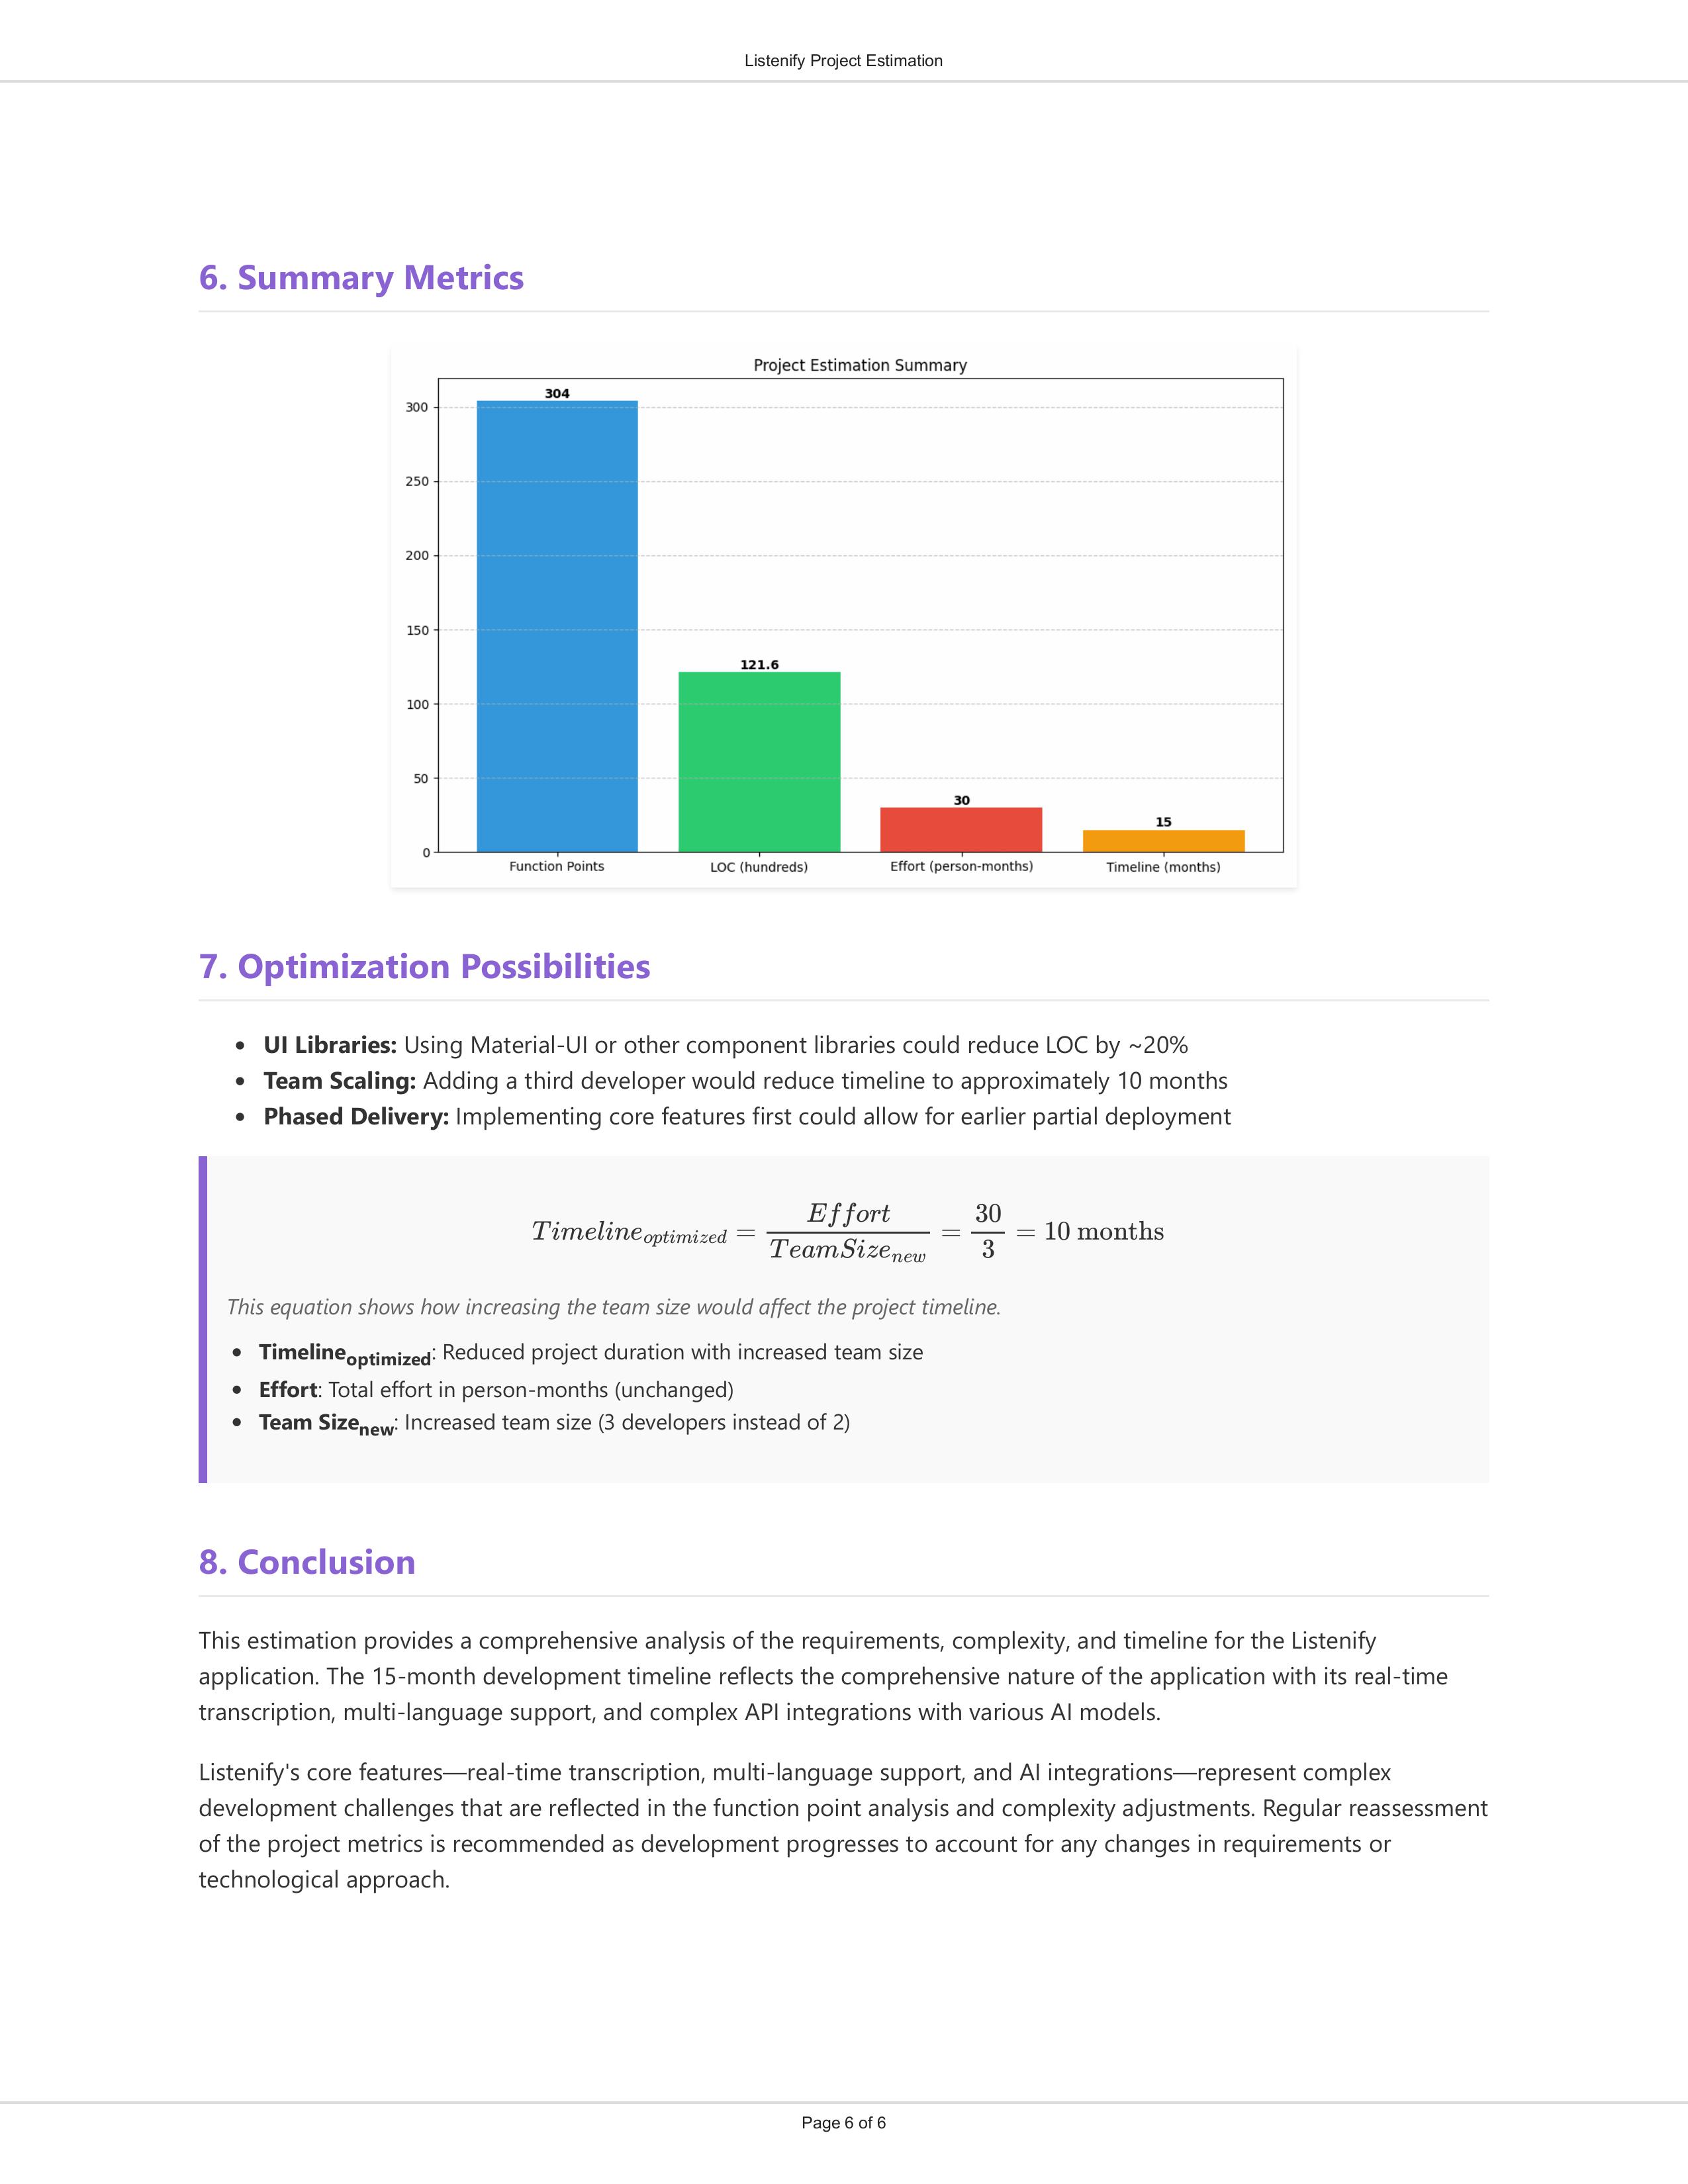 Listenify Project Estimation
6. Summary Metrics
Project Estimation Summary
300
250
200
150
100
50
0
304
121.6
30
15
Function Points
LOC (hundreds)
Effort (person-months)
Timeline (months)
7. Optimization Possibilities
• UI Libraries: Using Material-UI or other component libraries could reduce LOC by ~20%
• Team Scaling: Adding a third developer would reduce timeline to approximately 10 months
• Phased Delivery: Implementing core features first could allow for earlier partial deployment
Timeline_optimized = Effort / TeamSize_new = 30 / 3 = 10 months
This equation shows how increasing the team size would affect the project timeline.
• Timeline_optimized: Reduced project duration with increased team size
• Effort: Total effort in person-months (unchanged)
• Team Size_new: Increased team size (3 developers instead of 2)
8. Conclusion
This estimation provides a comprehensive analysis of the requirements, complexity, and timeline for the Listenify
application. The 15-month development timeline reflects the comprehensive nature of the application with its real-time
transcription, multi-language support, and complex API integrations with various AI models.
Listenify's core features—real-time transcription, multi-language support, and AI integrations—represent complex
development challenges that are reflected in the function point analysis and complexity adjustments. Regular reassessment
of the project metrics is recommended as development progresses to account for any changes in requirements or
technological approach.
Page 6 of 6